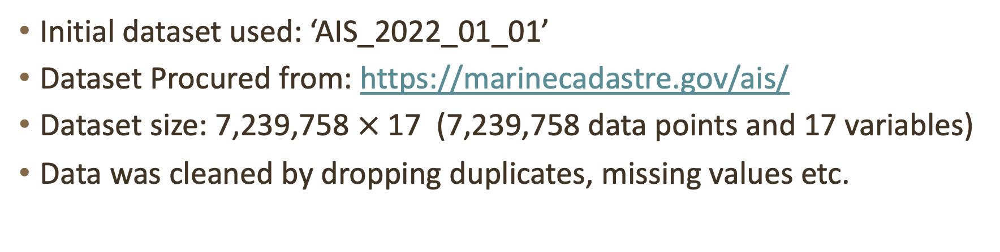 • Initial dataset used: ‘AIS_2022_01_01’
• Dataset Procured from: https://marinecadastre.gov/ais/
• Dataset size: 7,239,758 × 17  (7,239,758 data points and 17 variables)
• Data was cleaned by dropping duplicates, missing values etc.